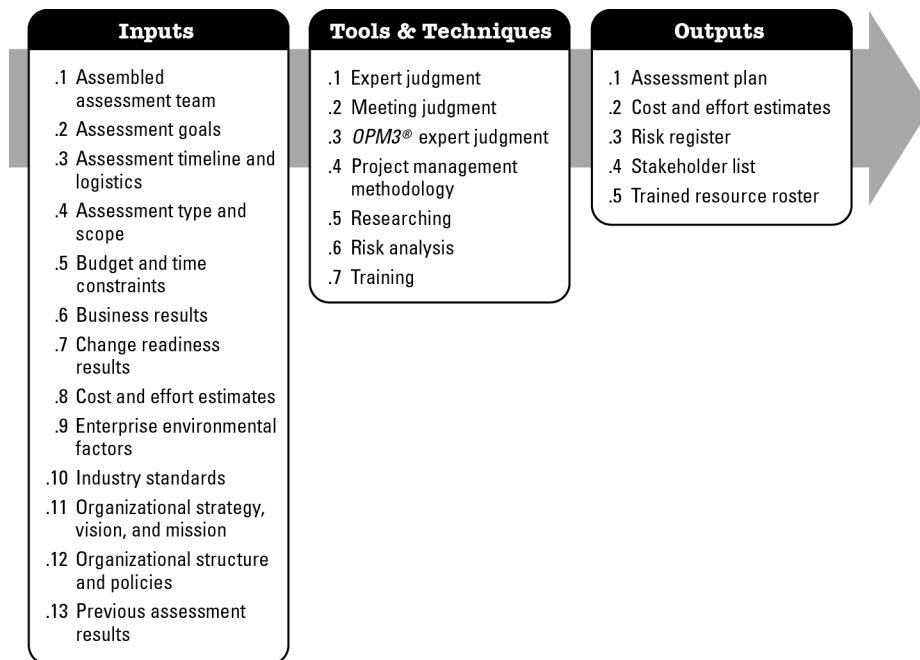 Inputs
.1 Assembled
assessment team
.2 Assessment goals
.3 Assessment timeline and
logistics
.4 Assessment type and
scope
.5 Budget and time
constraints
.6 Business results
.7 Change readiness
results
.8 Cost and effort estimates
.9 Enterprise environmental
factors
.10 Industry standards
.11 Organizational strategy,
vision, and mission
.12 Organizational structure
and policies
.13 Previous assessment
results
Tools & Techniques
.1 Expert judgment
.2 Meeting judgment
.3 OPM3® expert judgment
.4 Project management
methodology
.5 Researching
.6 Risk analysis
.7 Training
Outputs
.1 Assessment plan
.2 Cost and effort estimates
.3 Risk register
.4 Stakeholder list
.5 Trained resource roster